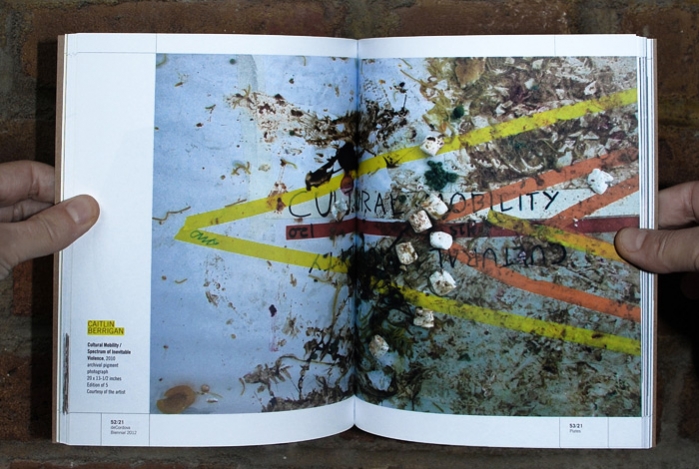 CULTURAL MOBILITY
CULTURAL
CAITLIN
BERRIGAN
Cultural Mobility /
Spectrum of Inevitable
Violence, 2010
archival pigment
photograph
20 x 13-1/2 inches
Edition of 5
Courtesy of the artist
52/21
deCordova
Biennial 2012
53/21
Plates